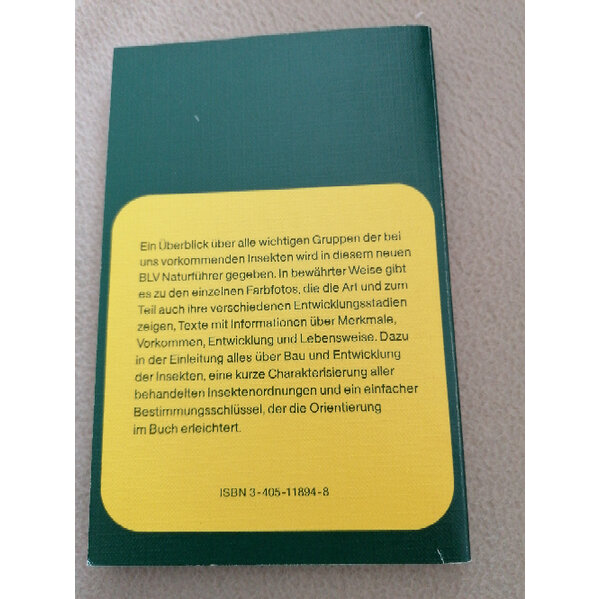 Ein Überblick über alle wichtigen Gruppen der bei
uns vorkommenden Insekten wird in diesem neuen
BLV Naturführer gegeben. In bewährter Weise gibt
es zu den einzelnen Farbfotos, die die Art und zum
Teil auch ihre verschiedenen Entwicklungsstadien
zeigen, Texte mit Informationen über Merkmale,
Vorkommen, Entwicklung und Lebensweise. Dazu
in der Einleitung alles über Bau und Entwicklung
der Insekten, eine kurze Charakterisierung aller
behandelten Insektenordnungen und ein einfacher
Bestimmungsschlüssel, der die Orientierung
im Buch erleichtert.
ISBN 3-405-11894-8